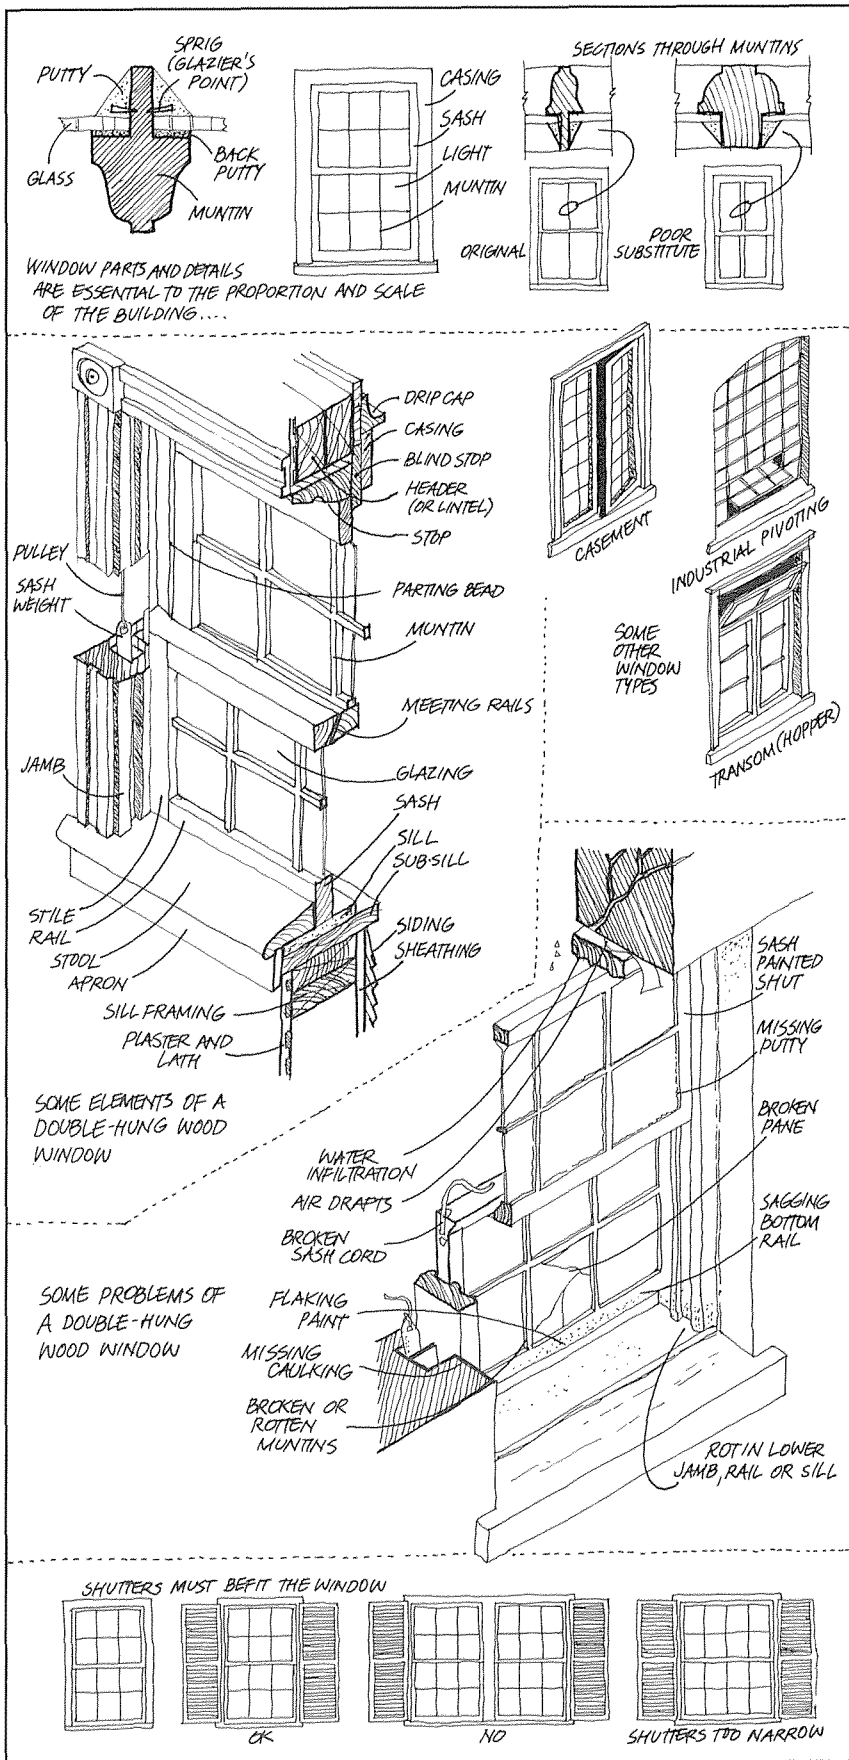 SPRIG
(GLAZIER'S
POINT)
PUTTY
GLASS
BACK
PUTTY
MUNTIN
CASING
SASH
LIGHT
MUNTIN
SECTIONS THROUGH MUNTINS
ORIGINAL
POOR
SUBSTITUTE
WINDOW PARTS AND DETAILS
ARE ESSENTIAL TO THE PROPORTION AND SCALE
OF THE BUILDING....
DRIP CAP
CASING
BLIND STOP
HEADER
(OR LINTEL)
STOP
PULLEY
SASH
WEIGHT
PARTING BEAD
MUNTIN
MEETING RAILS
JAMB
GLAZING
SASH
SILL
SUB-SILL
STILE
RAIL
STOOL
APRON
SIDING
SHEATHING
SILL FRAMING
PLASTER AND
LATH
SOME ELEMENTS OF A
DOUBLE-HUNG WOOD
WINDOW
CASEMENT
INDUSTRIAL PIVOTING
SOME
OTHER
WINDOW
TYPES
TRANSOM (HOPPER)
SASH
PAINTED
SHUT
MISSING
PUTTY
BROKEN
PANE
SAGGING
BOTTOM
RAIL
WATER
INFILTRATION
AIR DRAFTS
BROKEN
SASH CORD
FLAKING
PAINT
MISSING
CAULKING
BROKEN OR
ROTTEN
MUNTINS
ROT IN LOWER
JAMB, RAIL OR SILL
SOME PROBLEMS OF
A DOUBLE-HUNG
WOOD WINDOW
SHUTTERS MUST BEFIT THE WINDOW
OK
NO
SHUTTERS TOO NARROW